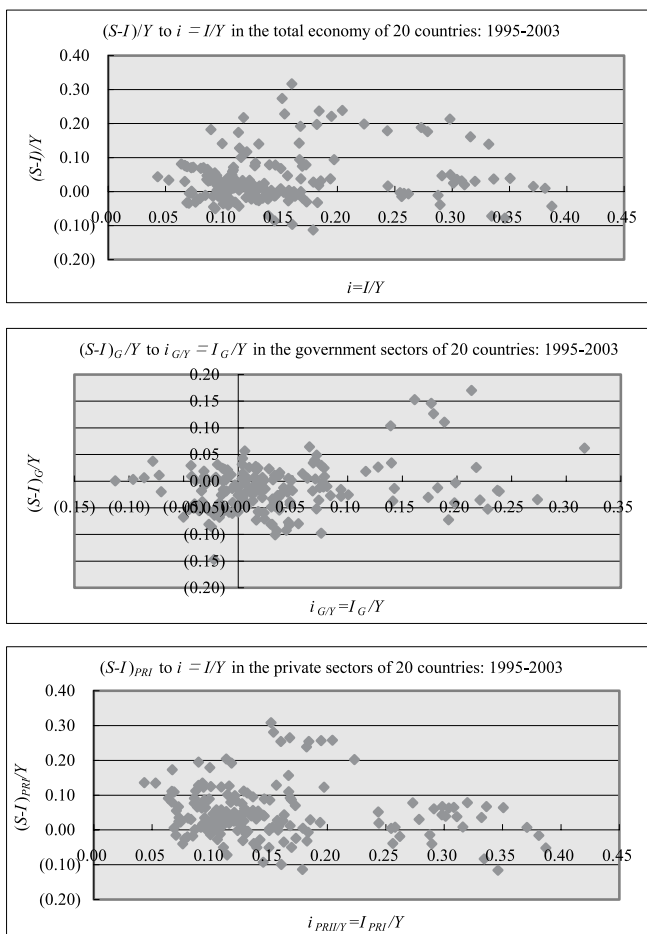 (S-I)/Y to i = I/Y in the total economy of 20 countries: 1995-2003
0.40
0.30
0.20
0.10
0.00
(0.10)
(0.20)
0.00 0.05 0.10 0.15 0.20 0.25 0.30 0.35 0.40 0.45
(S-I)/Y
i=I/Y
(S-I)G/Y to iG/Y = IG/Y in the government sectors of 20 countries: 1995-2003
0.20
0.15
0.10
0.05
0.00
(0.05)
(0.10)
(0.15)
(0.20)
(0.15) (0.10) (0.05) 0.00 0.05 0.10 0.15 0.20 0.25 0.30 0.35
(S-I)G/Y
iG/Y=IG/Y
(S-I)PRI to i = I/Y in the private sectors of 20 countries: 1995-2003
0.40
0.30
0.20
0.10
0.00
(0.10)
(0.20)
0.00 0.05 0.10 0.15 0.20 0.25 0.30 0.35 0.40 0.45
(S-I)PRI/Y
iPRI/Y=IPRI/Y